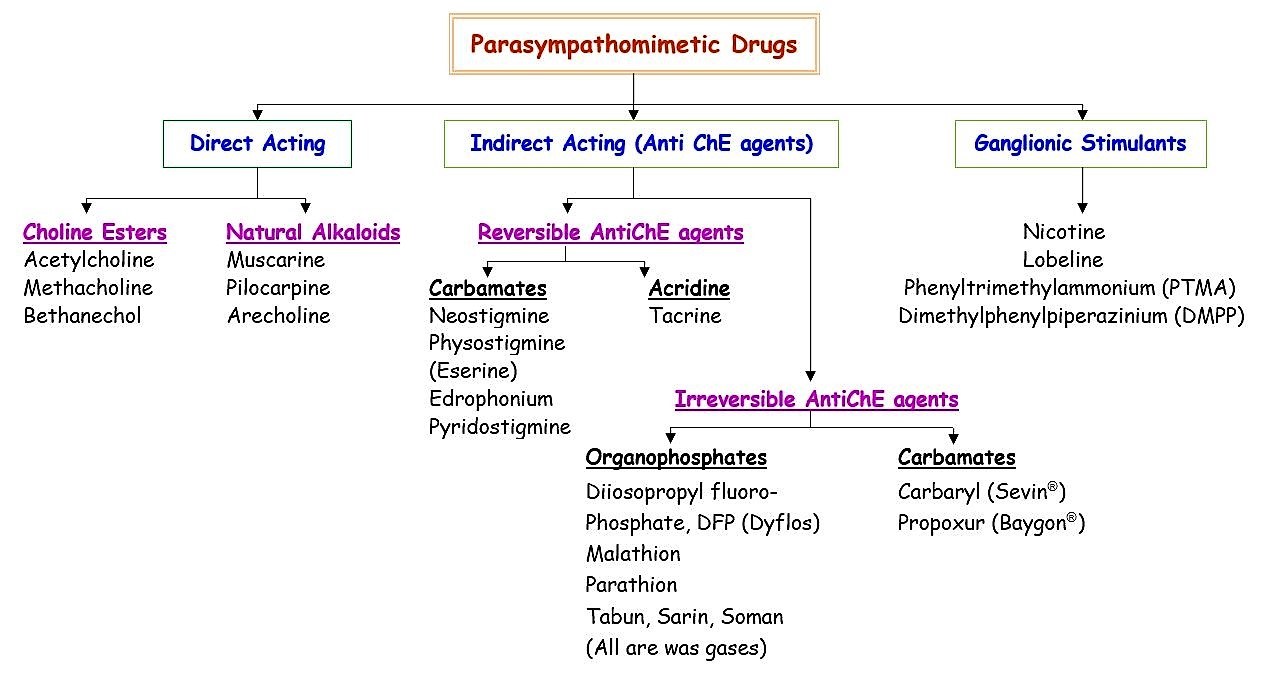 Parasympathomimetic Drugs
Direct Acting
Indirect Acting (Anti ChE agents)
Ganglionic Stimulants
Choline Esters
Acetylcholine
Methacholine
Bethanechol
Natural Alkaloids
Muscarine
Pilocarpine
Arecholine
Reversible AntiChE agents
Carbamates
Neostigmine
Physostigmine
(Eserine)
Edrophonium
Pyridostigmine
Acridine
Tacrine
Irreversible AntiChE agents
Organophosphates
Diiosopropyl fluoro-
Phosphate, DFP (Dyflos)
Malathion
Parathion
Tabun, Sarin, Soman
(All are was gases)
Carbamates
Carbaryl (Sevin®)
Propoxur (Baygon®)
Nicotine
Lobeline
Phenyltrimethylammonium (PTMA)
Dimethylphenylpiperazinium (DMPP)